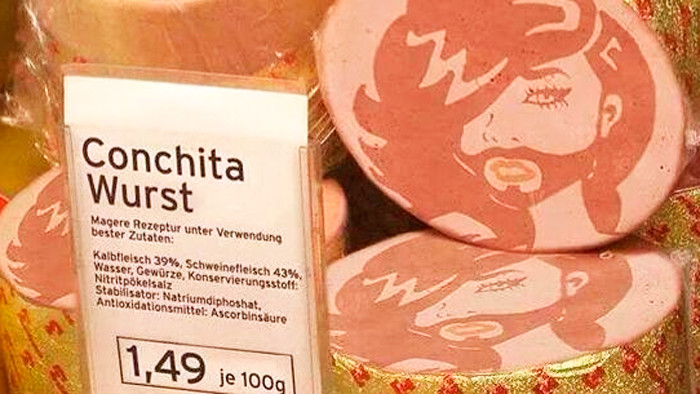 Conchita
Wurst
Magere Rezeptur unter Verwendung
bester Zutaten:
Kalbfleisch 39%, Schweinefleisch 43%,
Wasser, Gewürze, Konservierungsstoff:
Nitritpökelsalz
Stabilisator: Natriumdiphoshat,
Antioxidationsmittel: Ascorbinsäure
1,49 je 100g